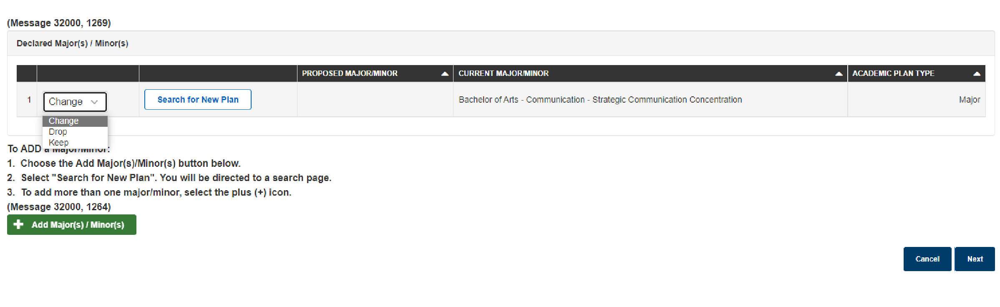 (Message 32000, 1269)
Declared Major(s) / Minor(s)
PROPOSED MAJOR/MINOR CURRENT MAJOR/MINOR ACADEMIC PLAN TYPE
1 Change Search for New Plan Bachelor of Arts - Communication - Strategic Communication Concentration Major
Change
Drop
Keep
To ADD a Major/Minor:
1. Choose the Add Major(s)/Minor(s) button below.
2. Select "Search for New Plan". You will be directed to a search page.
3. To add more than one major/minor, select the plus (+) icon.
(Message 32000, 1264)
Add Major(s) / Minor(s)
Cancel Next